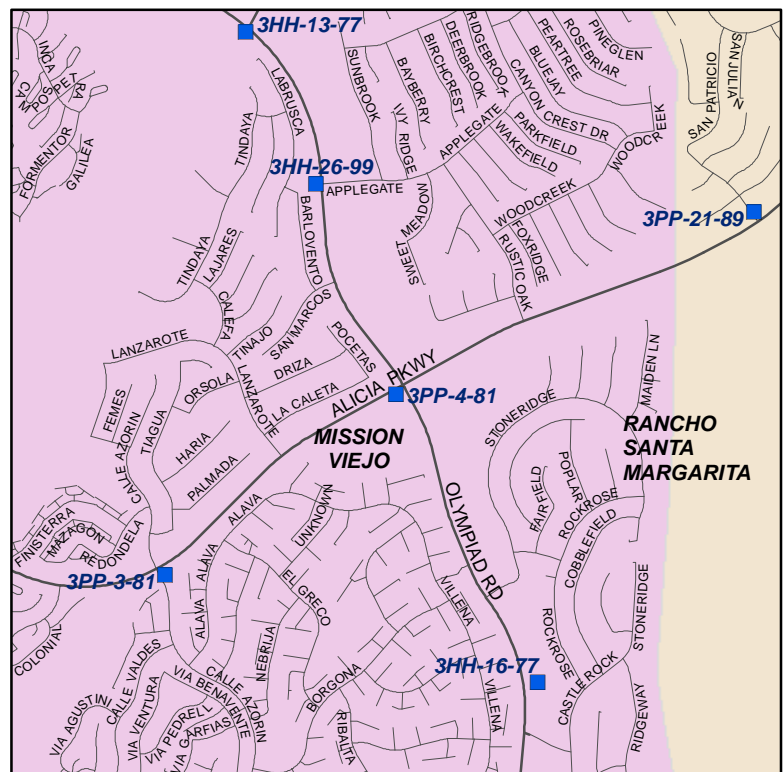 3HH-13-77
INCA
CAMPOSPETRA
FORMENTOR
GALILEA
LABRUSCA
TINDAYA
SUNBROOK
BAYBERRY
BIRCHCREST
DEERBROOK
RIDGEBROOK
PINEGLEN
ROSEBRIAR
PEARTREE
BLUEJAY
CANYON CREST DR
PARKFIELD
WAKEFIELD
IVY RIDGE
APPLEGATE
WOODCREEK
SAN JULIAN
SAN PATRICIO
3HH-26-99
APPLEGATE
BARLOVENTO
SWEET MEADOW
WOODCREEK
FOXRIDGE
RUSTIC OAK
3PP-21-89
TINDAYA
LAJARES
CALEFA
TINAJO
SAN MARCOS
LANZAROTE
POCETAS
DRIZA
ORSOLA
LA CALETA
LANZAROTE
ALICIA PKWY
3PP-4-81
MAIDEN LN
STONERIDGE
FEMES
CALLE AZORIN
TIAGUA
HARIA
PALMADA
MISSION
VIEJO
RANCHO
SANTA
MARGARITA
POPLAR
FAIRFIELD
ROCKROSE
COBBLEFIELD
OLYMPIAD RD
UNKNOWN
ALAVA
FINISTERRA
MAZAGON
REDONDELA
3PP-3-81
ALAVA
ALAVA
EL GRECO
VILLENA
COLONIAL
CALLE VALDES
CALLE AZORIN
NEBRIJA
BORGONA
STONERIDGE
ROCKROSE
3HH-16-77
CASTLE ROCK
VILLENA
RIDGEWAY
VIA AGUSTINI
VIA VENTURA
VIA BENAVENTE
VIA PEDRELL
VIA GARFIAS
RIBALTA